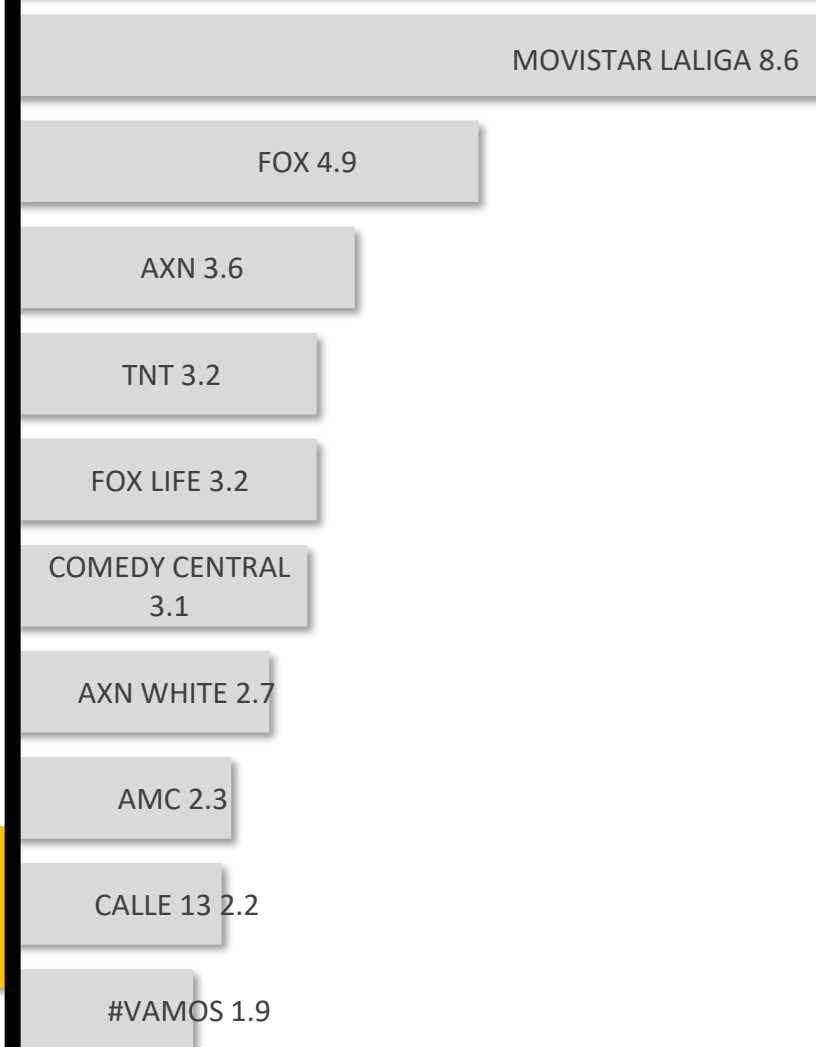 MOVISTAR LALIGA 8.6
FOX 4.9
AXN 3.6
TNT 3.2
FOX LIFE 3.2
COMEDY CENTRAL
3.1
AXN WHITE 2.7
AMC 2.3
CALLE 13 2.2
#VAMOS 1.9